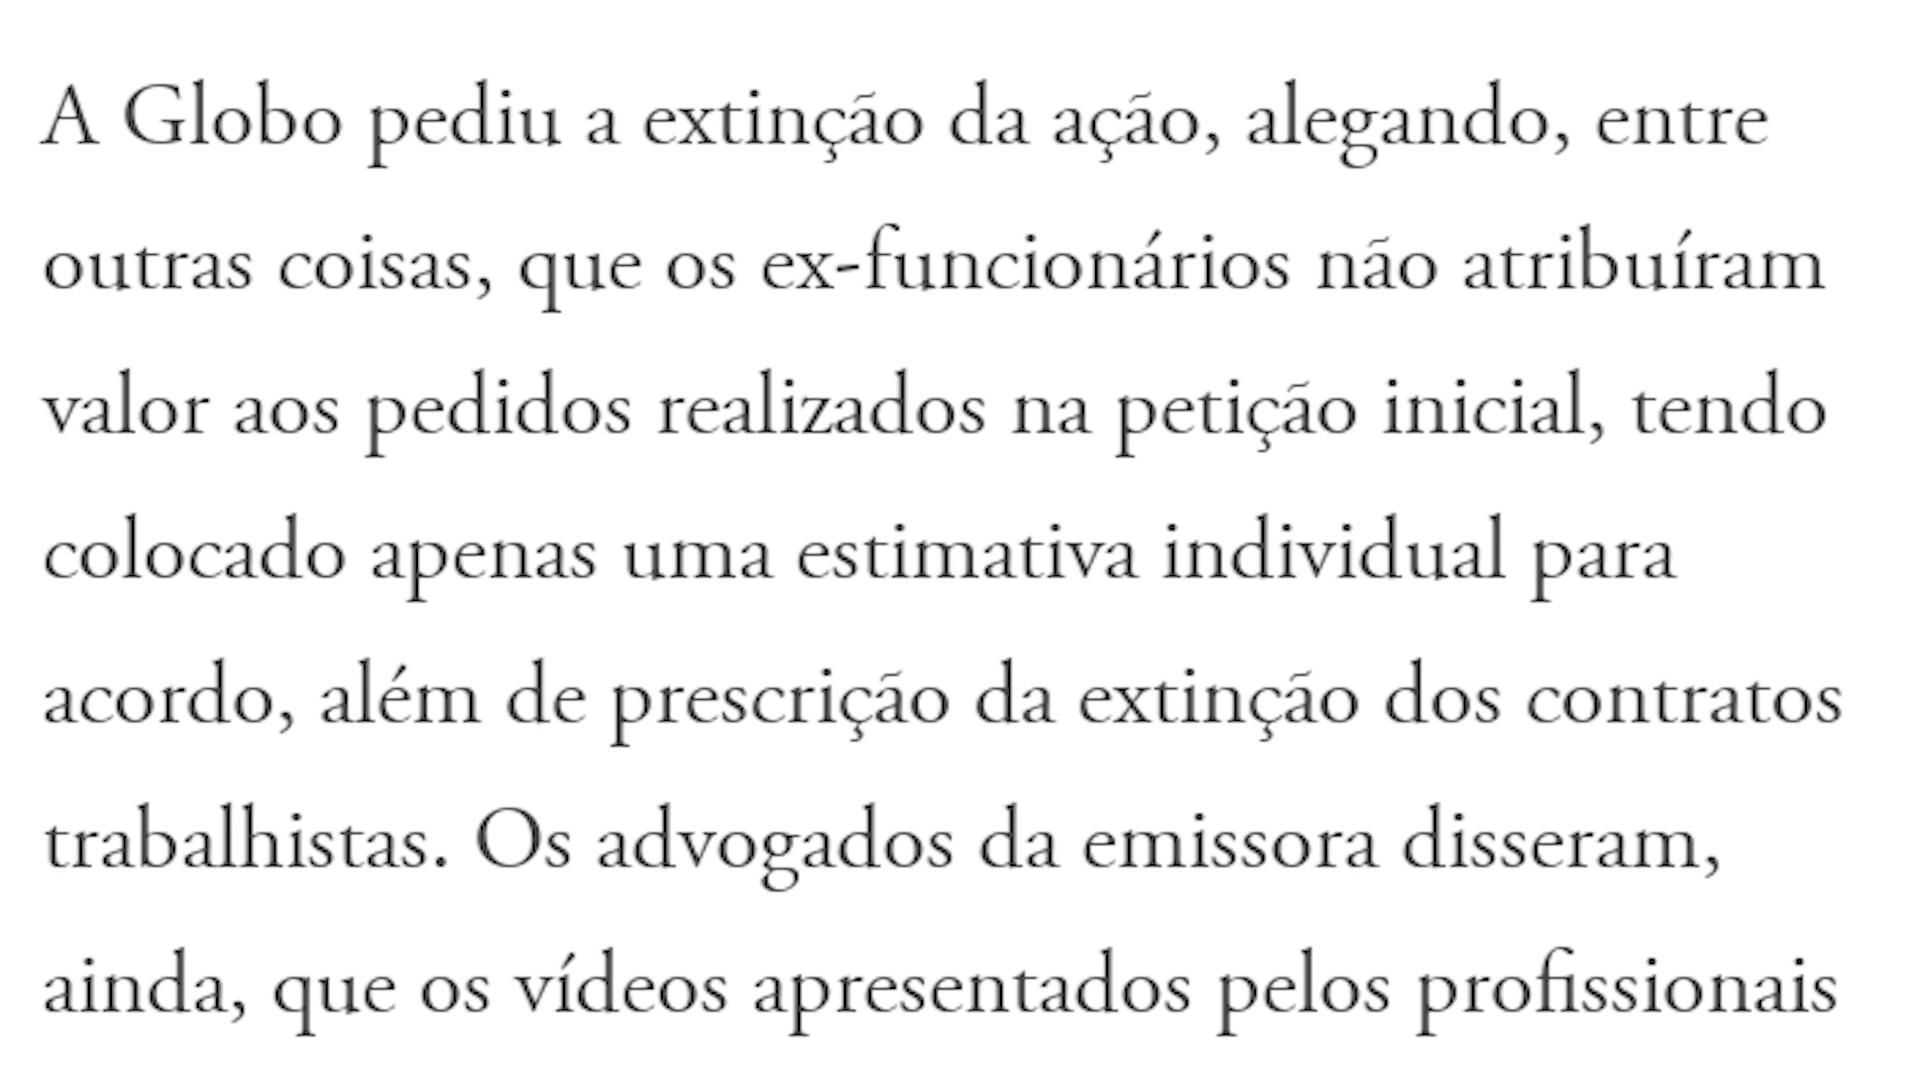 A Globo pediu a extinção da ação, alegando, entre
outras coisas, que os ex-funcionários não atribuíram
valor aos pedidos realizados na petição inicial, tendo
colocado apenas uma estimativa individual para
acordo, além de prescrição da extinção dos contratos
trabalhistas. Os advogados da emissora disseram,
ainda, que os vídeos apresentados pelos profissionais